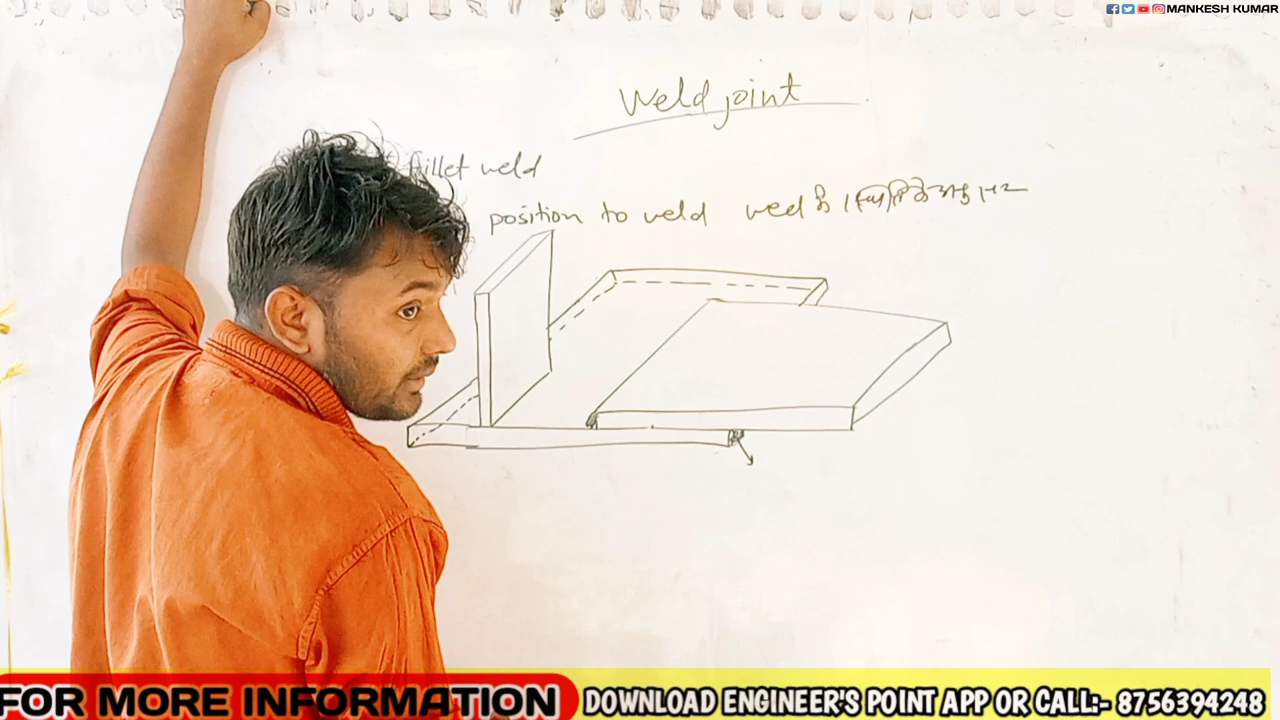 MANKESH KUMAR
Weld joint
fillet weld
position to weld weld के स्थिति के अनुसार
FOR MORE INFORMATION DOWNLOAD ENGINEER'S POINT APP OR CALL:- 8756394248